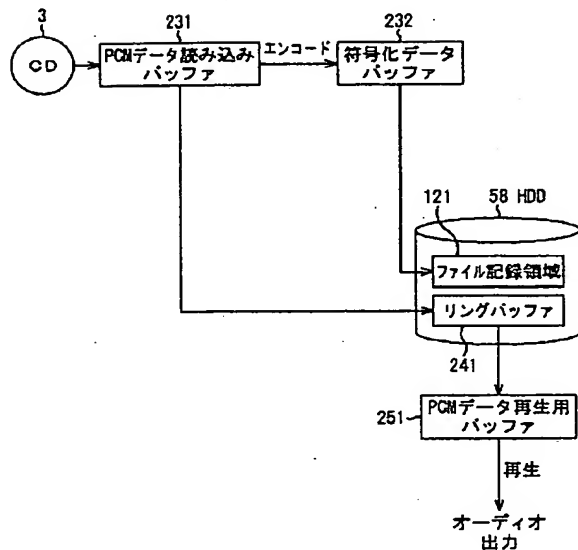 3
CD
231
PCMデータ読み込み
バッファ
エンコード
232
符号化データ
バッファ
58 HDD
121
ファイル記録領域
リングバッファ
241
251
PCMデータ再生用
バッファ
再生
オーディオ
出力